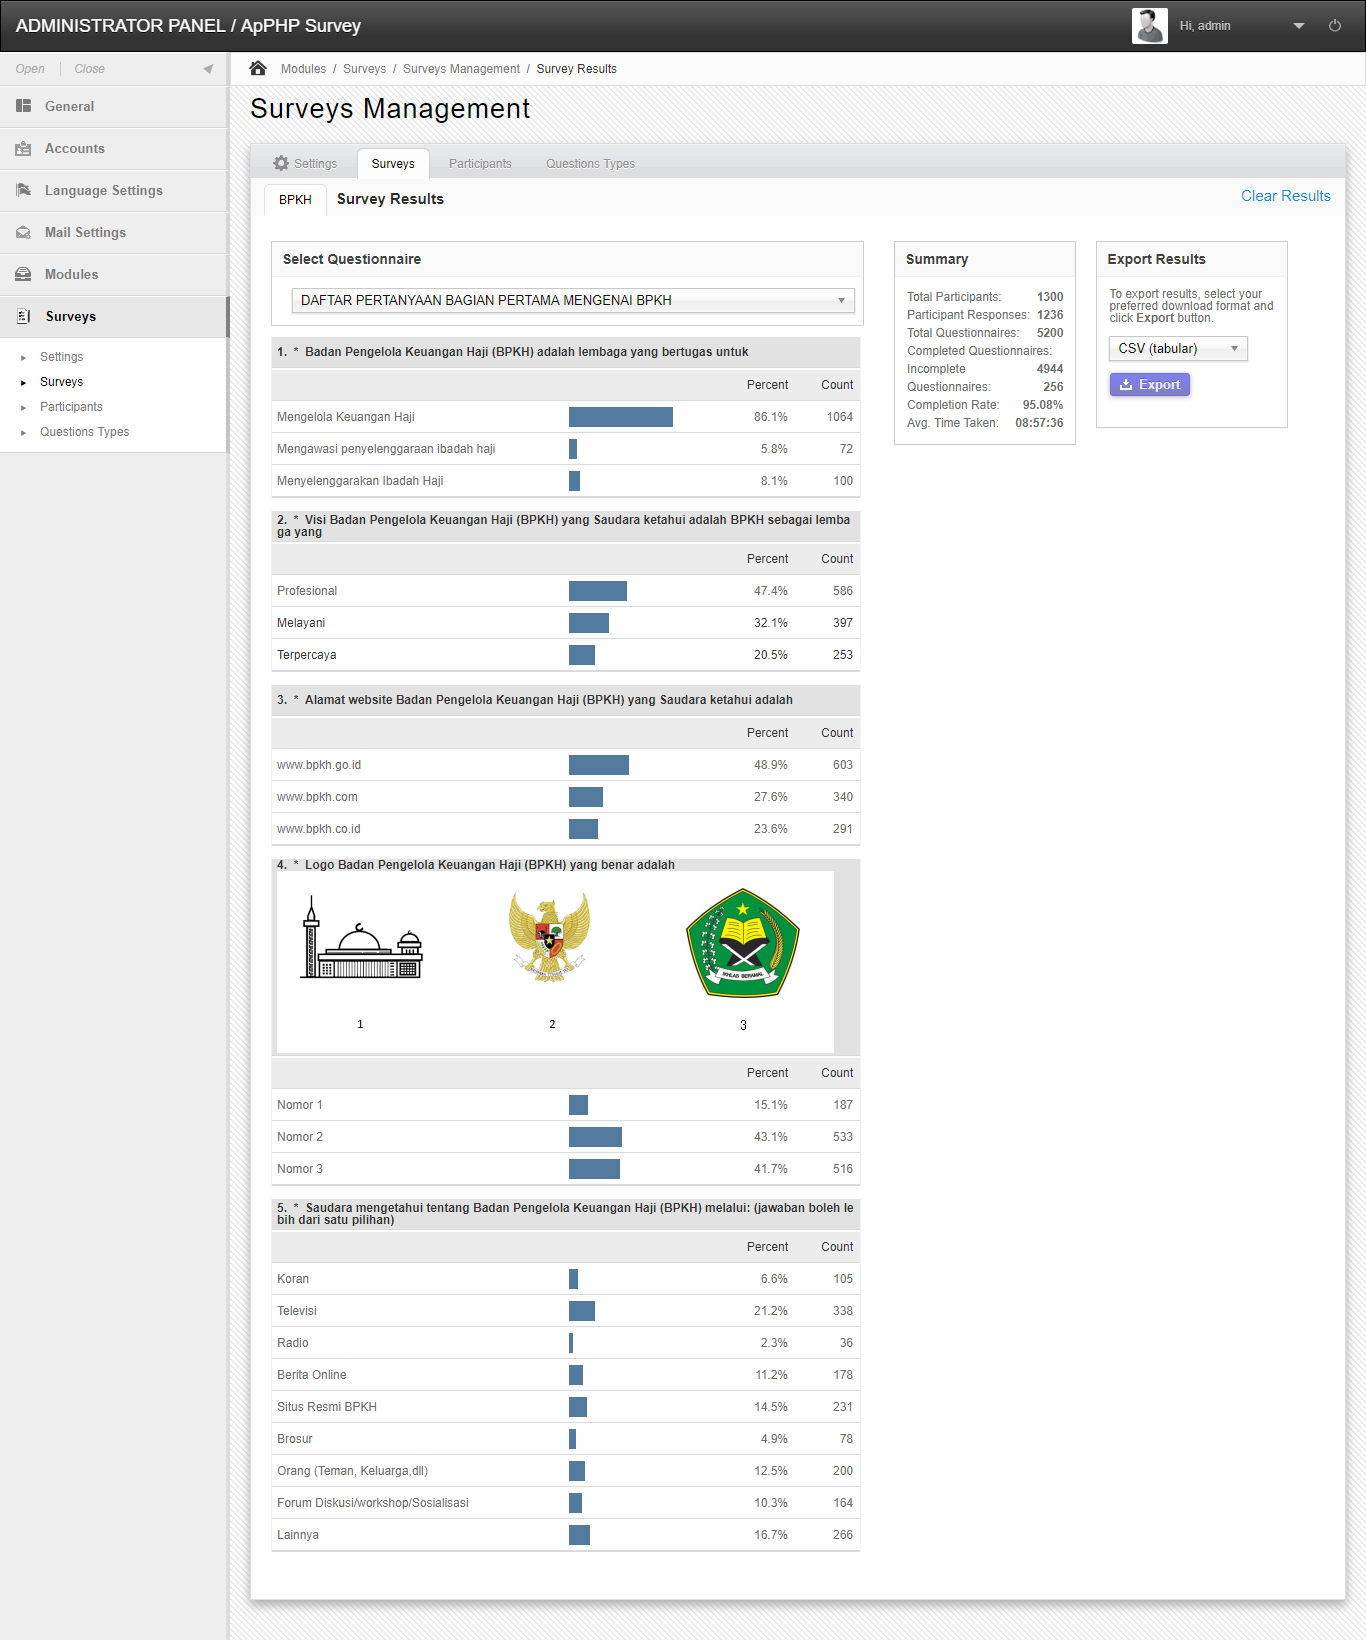 ADMINISTRATOR PANEL / ApPHP Survey
Hi, admin
Open
Close
Modules / Surveys / Surveys Management / Survey Results
General
Accounts
Language Settings
Mail Settings
Modules
Surveys
Settings
Surveys
Participants
Questions Types
Surveys Management
Settings
Surveys
Participants
Questions Types
BPKH
Survey Results
Clear Results
Select Questionnaire
DAFTAR PERTANYAAN BAGIAN PERTAMA MENGENAI BPKH
1. * Badan Pengelola Keuangan Haji (BPKH) adalah lembaga yang bertugas untuk
Percent Count
Mengelola Keuangan Haji 86.1% 1064
Mengawasi penyelenggaraan ibadah haji 5.8% 72
Menyelenggarakan Ibadah Haji 8.1% 100
2. * Visi Badan Pengelola Keuangan Haji (BPKH) yang Saudara ketahui adalah BPKH sebagai lemba
ga yang
Percent Count
Profesional 47.4% 586
Melayani 32.1% 397
Terpercaya 20.5% 253
3. * Alamat website Badan Pengelola Keuangan Haji (BPKH) yang Saudara ketahui adalah
Percent Count
www.bpkh.go.id 48.9% 603
www.bpkh.com 27.6% 340
www.bpkh.co.id 23.6% 291
4. * Logo Badan Pengelola Keuangan Haji (BPKH) yang benar adalah
IKHLAS BERAMAL
1 2 3
Percent Count
Nomor 1 15.1% 187
Nomor 2 43.1% 533
Nomor 3 41.7% 516
5. * Saudara mengetahui tentang Badan Pengelola Keuangan Haji (BPKH) melalui: (jawaban boleh le
bih dari satu pilihan)
Percent Count
Koran 6.6% 105
Televisi 21.2% 338
Radio 2.3% 36
Berita Online 11.2% 178
Situs Resmi BPKH 14.5% 231
Brosur 4.9% 78
Orang (Teman, Keluarga,dll) 12.5% 200
Forum Diskusi/workshop/Sosialisasi 10.3% 164
Lainnya 16.7% 266
Summary
Total Participants: 1300
Participant Responses: 1236
Total Questionnaires: 5200
Completed Questionnaires:
Incomplete 4944
Questionnaires: 256
Completion Rate: 95.08%
Avg. Time Taken: 08:57:36
Export Results
To export results, select your
preferred download format and
click Export button.
CSV (tabular)
Export